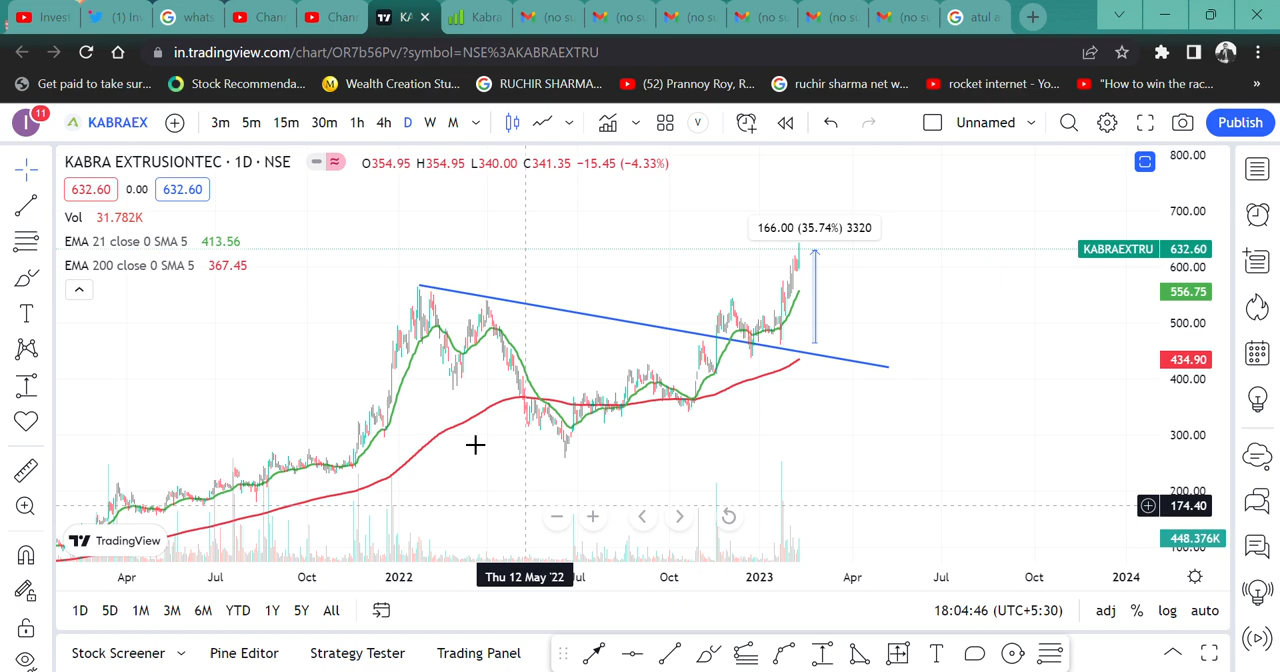 Invest
(1) Inv
whats
Chann
Chann
KA
Kabra
(no su
(no su
(no su
(no su
(no su
(no su
atul a
in.tradingview.com/chart/OR7b56Pv/?symbol=NSE%3AKABRAEXTRU
Get paid to take sur... Stock Recommenda... Wealth Creation Stu... RUCHIR SHARMA... (52) Prannoy Roy, R... ruchir sharma net w... rocket internet - Yo... "How to win the rac... »
I 11 KABRAEX 3m 5m 15m 30m 1h 4h D W M V Unnamed Publish
KABRA EXTRUSIONTEC · 1D · NSE O354.95 H354.95 L340.00 C341.35 −15.45 (−4.33%)
632.60 0.00 632.60
Vol 31.782K
EMA 21 close 0 SMA 5 413.56
EMA 200 close 0 SMA 5 367.45
166.00 (35.74%) 3320
800.00
700.00
KABRAEXTRU 632.60
600.00
556.75
500.00
434.90
400.00
300.00
200.00
174.40
448.376K
100.00
TradingView
Apr Jul Oct 2022 Thu 12 May '22 Jul Oct 2023 Apr Jul Oct 2024
1D 5D 1M 3M 6M YTD 1Y 5Y All 18:04:46 (UTC+5:30) adj % log auto
Stock Screener Pine Editor Strategy Tester Trading Panel